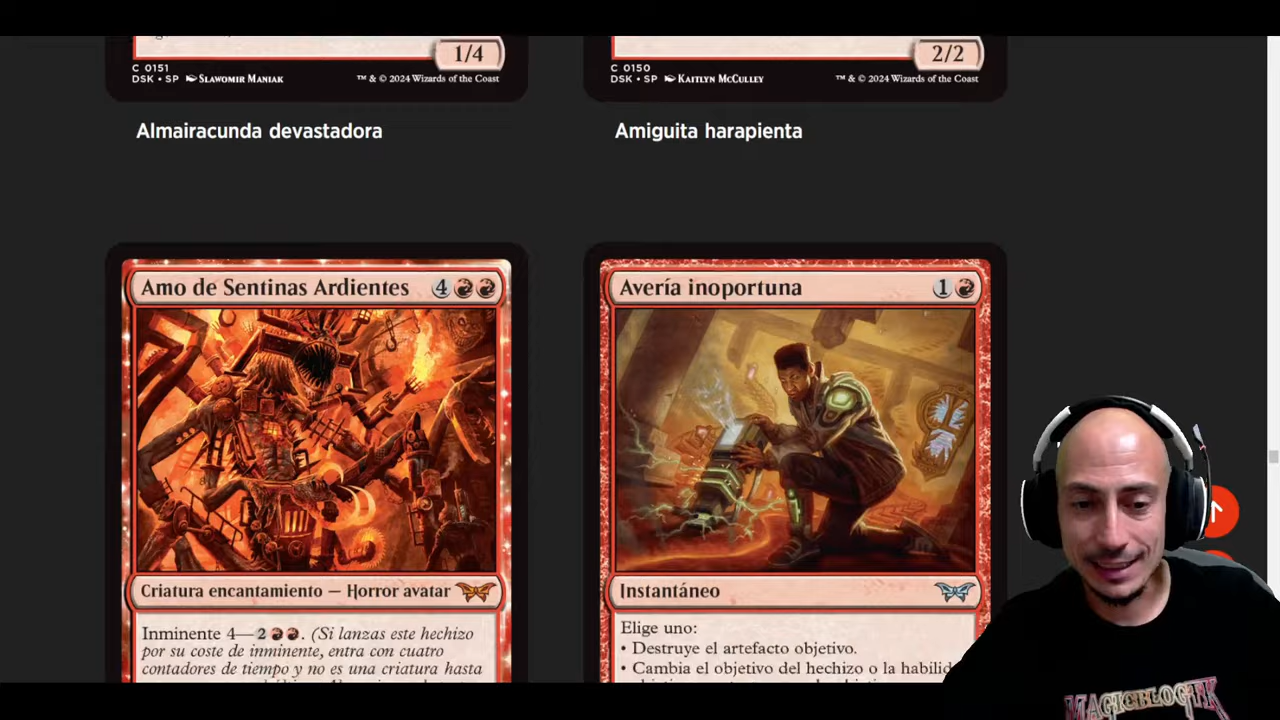 1/4
C 0151
DSK • SP SLAWOMIR MANIAK ™ & © 2024 Wizards of the Coast
2/2
C 0150
DSK • SP KAITLYN MCCULLEY ™ & © 2024 Wizards of the Coast
Almairacunda devastadora
Amiguita harapienta
Amo de Sentinas Ardientes 4
Criatura encantamiento — Horror avatar
Inminente 4—2. (Si lanzas este hechizo
por su coste de inminente, entra con cuatro
contadores de tiempo y no es una criatura hasta
Avería inoportuna 1
Instantáneo
Elige uno:
• Destruye el artefacto objetivo.
• Cambia el objetivo del hechizo o la habilid
MAGICBLOGTK